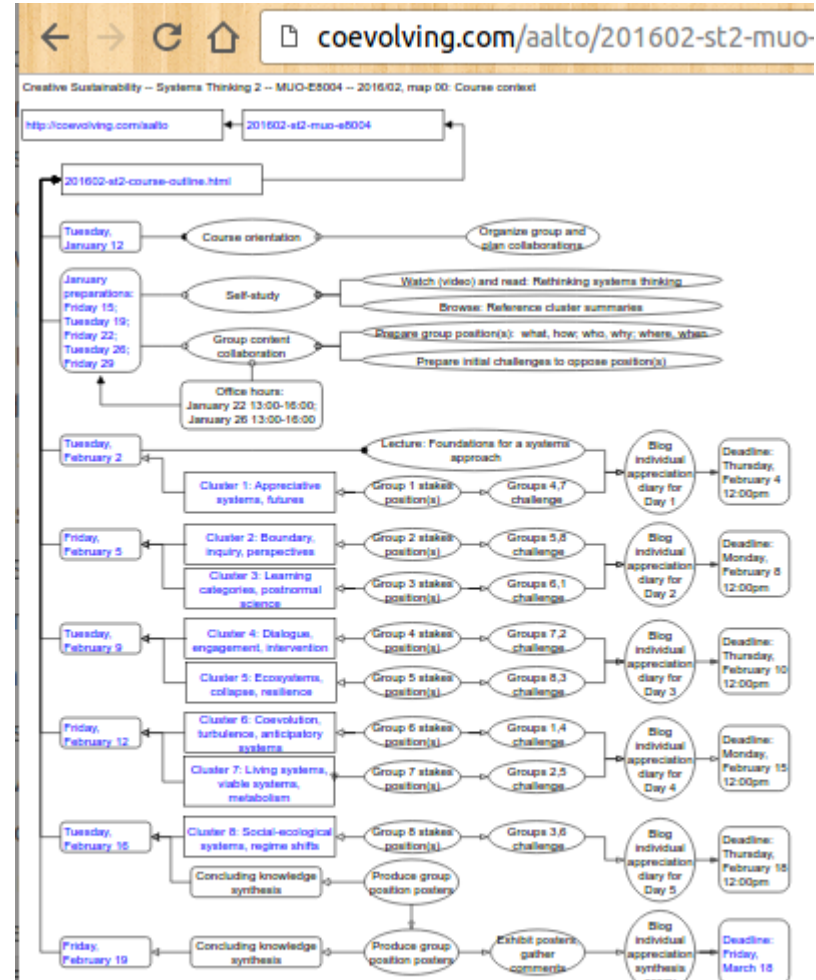 coevolving.com/aalto/201602-st2-muo-
Creative Sustainability -- Systems Thinking 2 -- MUO-E8004 -- 2016/02, map 00: Course context
http://coevolving.com/aalto
201602-st2-muo-e8004
201602-st2-course-outline.html
Tuesday,
January 12
Course orientation
Organize group and
plan collaborations
January
preparations:
Friday 15;
Tuesday 19;
Friday 22;
Tuesday 26;
Friday 29
Self-study
Watch (video) and read: Rethinking systems thinking
Browse: Reference cluster summaries
Group content
collaboration
Prepare group position(s): what, how; who, why; where, when
Prepare initial challenges to oppose position(s)
Office hours:
January 22 13:00-16:00;
January 26 13:00-16:00
Tuesday,
February 2
Lecture: Foundations for a systems
approach
Cluster 1: Appreciative
systems, futures
Group 1 stakes
position(s)
Groups 4,7
challenge
Blog
individual
appreciation
diary for
Day 1
Deadline:
Thursday,
February 4
12:00pm
Friday,
February 5
Cluster 2: Boundary,
inquiry, perspectives
Group 2 stakes
position(s)
Groups 5,8
challenge
Cluster 3: Learning
categories, postnormal
science
Group 3 stakes
position(s)
Groups 6,1
challenge
Blog
individual
appreciation
diary for
Day 2
Deadline:
Monday,
February 8
12:00pm
Tuesday,
February 9
Cluster 4: Dialogue,
engagement, intervention
Group 4 stakes
position(s)
Groups 7,2
challenge
Cluster 5: Ecosystems,
collapse, resilience
Group 5 stakes
position(s)
Groups 8,3
challenge
Blog
individual
appreciation
diary for
Day 3
Deadline:
Thursday,
February 10
12:00pm
Friday,
February 12
Cluster 6: Coevolution,
turbulence, anticipatory
systems
Group 6 stakes
position(s)
Groups 1,4
challenge
Cluster 7: Living systems,
viable systems,
metabolism
Group 7 stakes
position(s)
Groups 2,5
challenge
Blog
individual
appreciation
diary for
Day 4
Deadline:
Monday,
February 15
12:00pm
Tuesday,
February 16
Cluster 8: Social-ecological
systems, regime shifts
Group 8 stakes
position(s)
Groups 3,6
challenge
Concluding knowledge
synthesis
Produce group
position posters
Blog
individual
appreciation
diary for
Day 5
Deadline:
Thursday,
February 18
12:00pm
Friday,
February 19
Concluding knowledge
synthesis
Produce group
position posters
Exhibit posters,
gather
comments
Blog
individual
appreciation
synthesis
Deadline:
Friday,
March 18